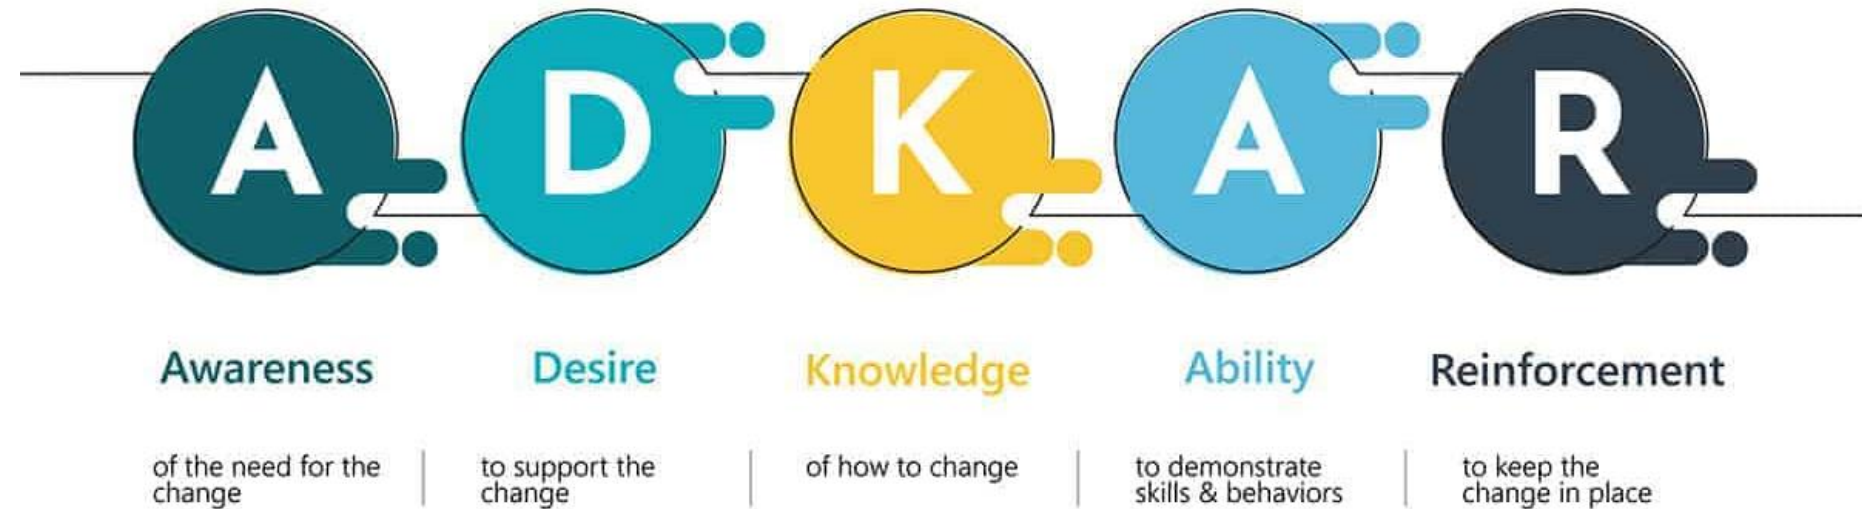 A D K A R
Awareness
of the need for the
change
Desire
to support the
change
Knowledge
of how to change
Ability
to demonstrate
skills & behaviors
Reinforcement
to keep the
change in place